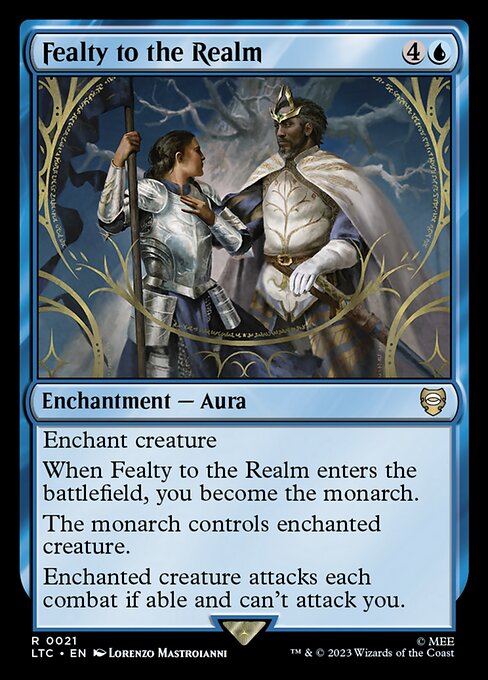 Fealty to the Realm 4
Enchantment — Aura
Enchant creature
When Fealty to the Realm enters the
battlefield, you become the monarch.
The monarch controls enchanted
creature.
Enchanted creature attacks each
combat if able and can't attack you.
R 0021
LTC • EN Lorenzo Mastroianni
© MEE
™ & © 2023 Wizards of the Coast